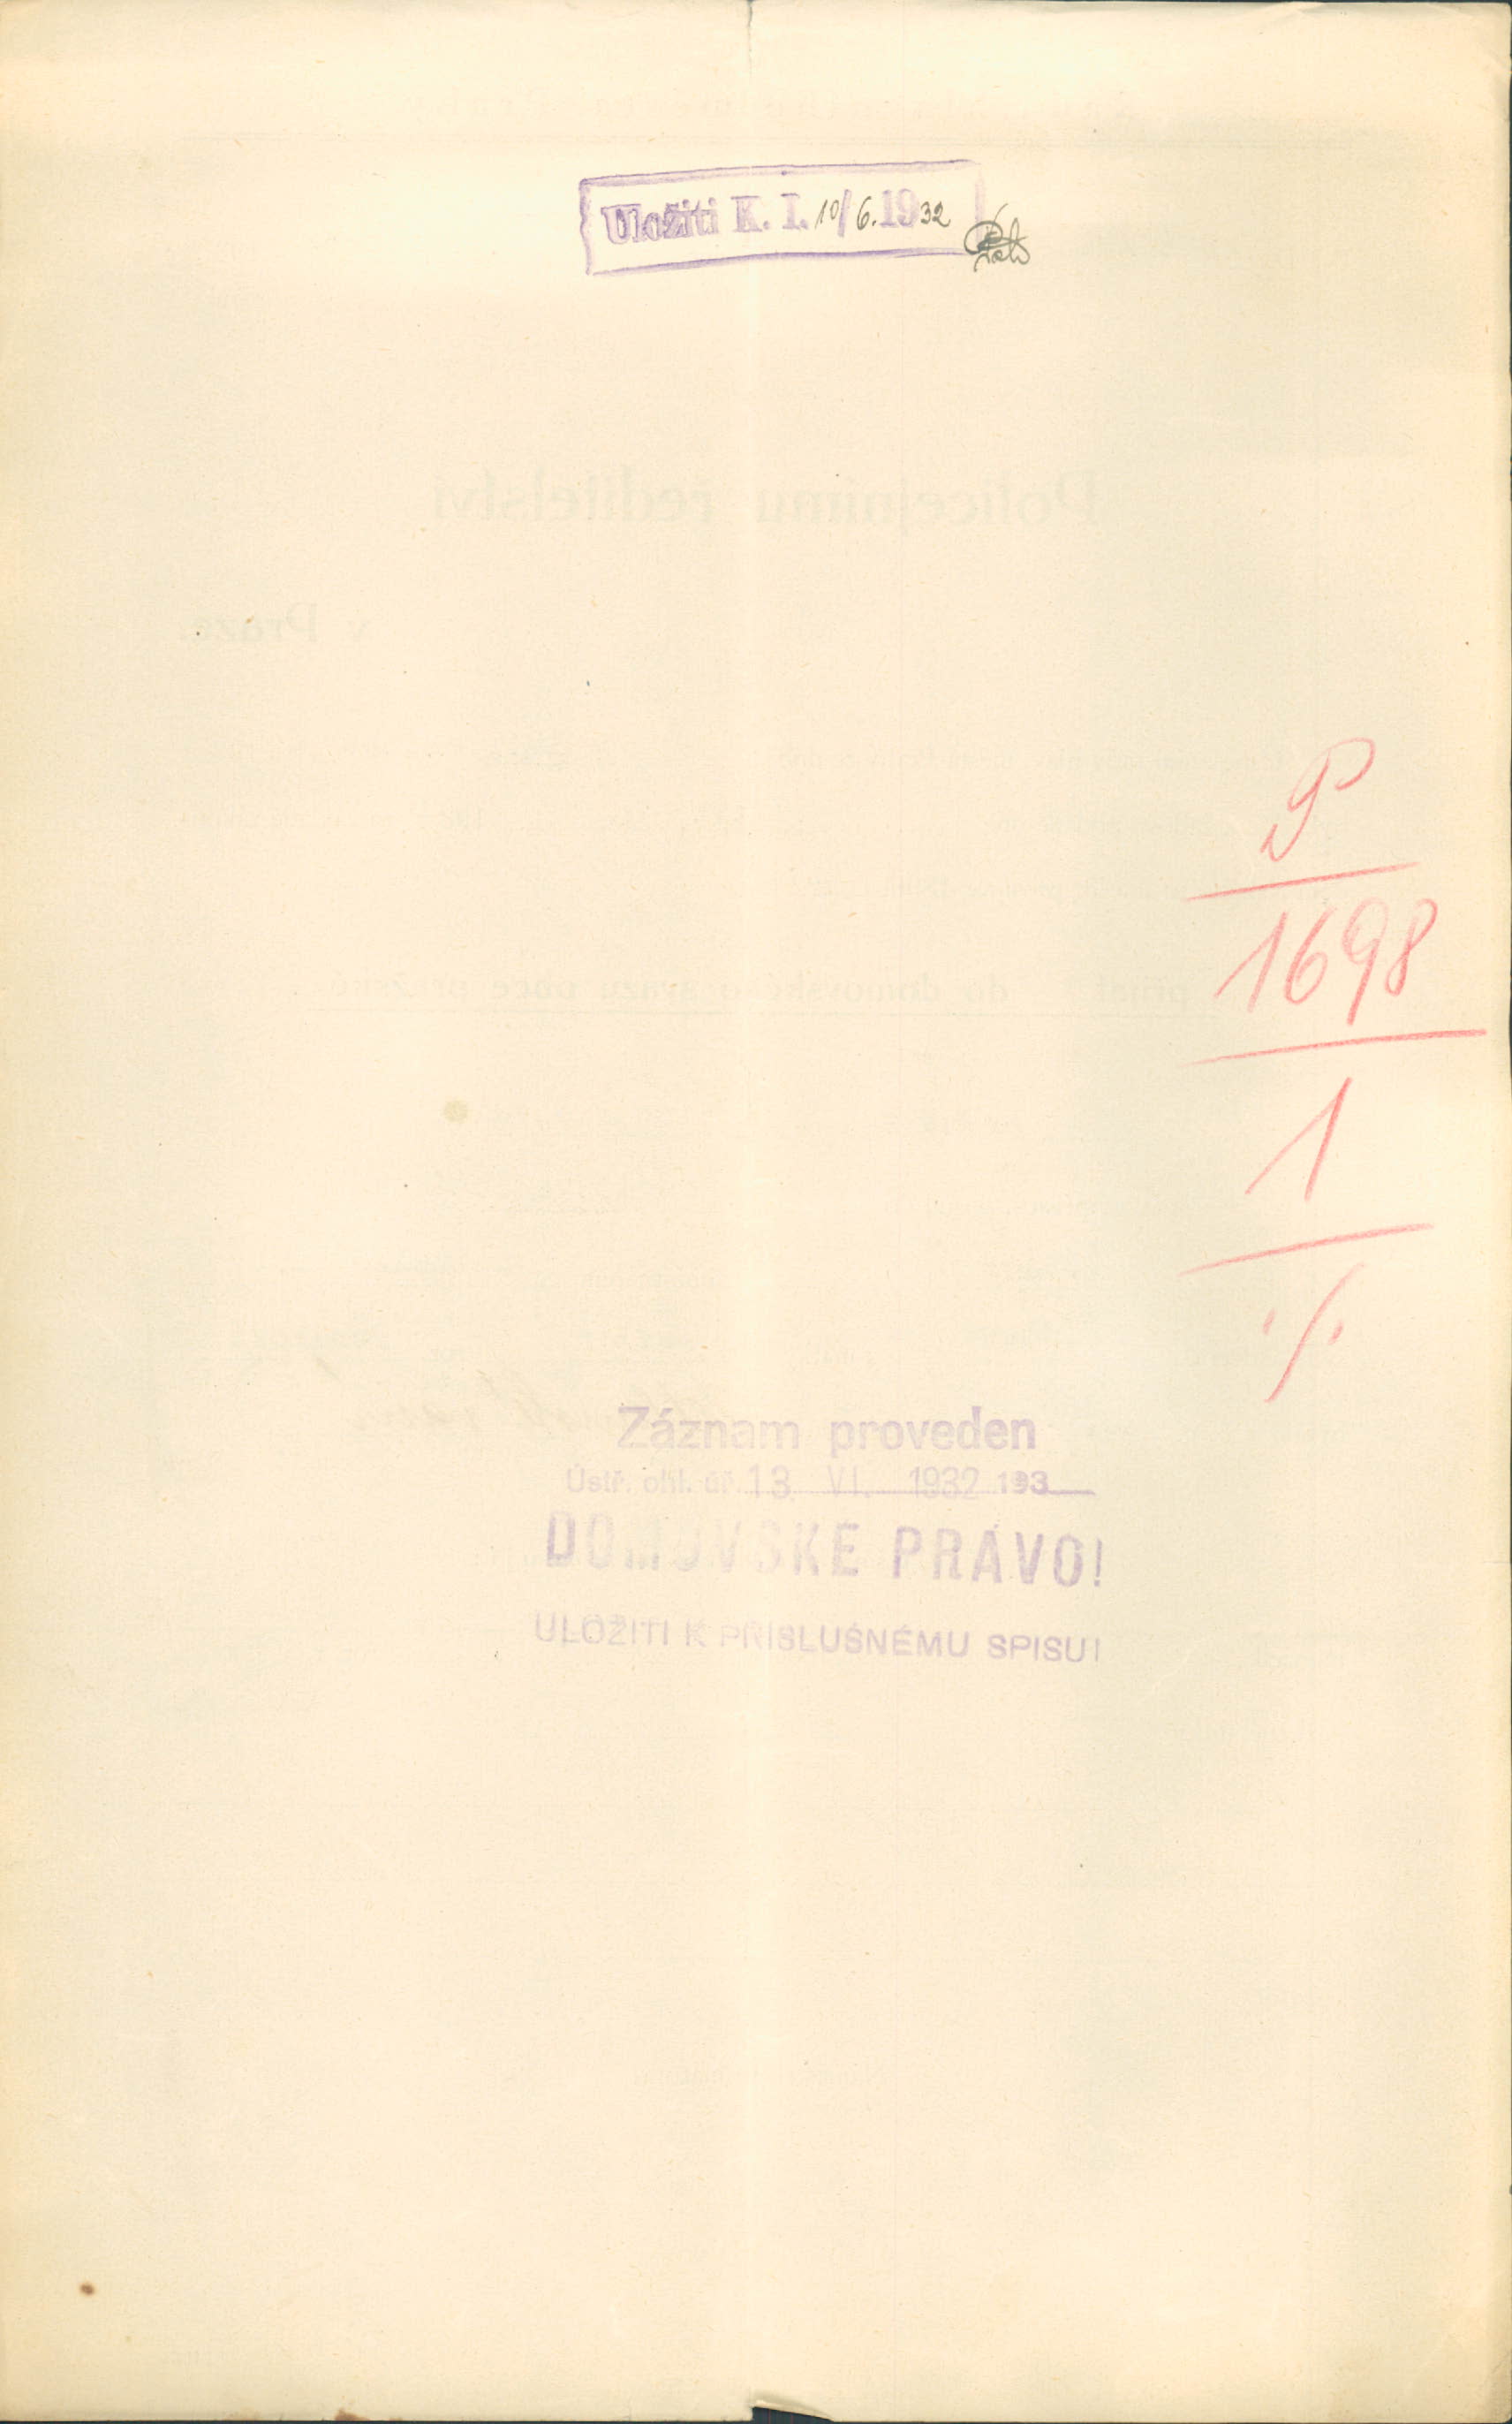 Uložiti K. I. 10/6. 1932
P
1698
1
·/·
Záznam proveden
Ústř. ohl. úř. 13. VI. 1932 193
DOMOVSKÉ PRÁVO!
ULOŽITI K PŘÍSLUŠNÉMU SPISU!